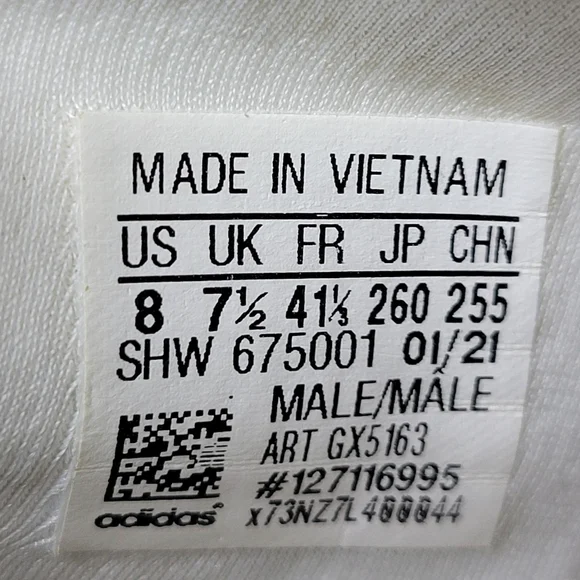 MADE IN VIETNAM
US UK FR JP CHN
8 7½ 41⅓ 260 255
SHW 675001 01/21
MALE/MÂLE
ART GX5163
#127116995
adidas® x73NZ7L400044